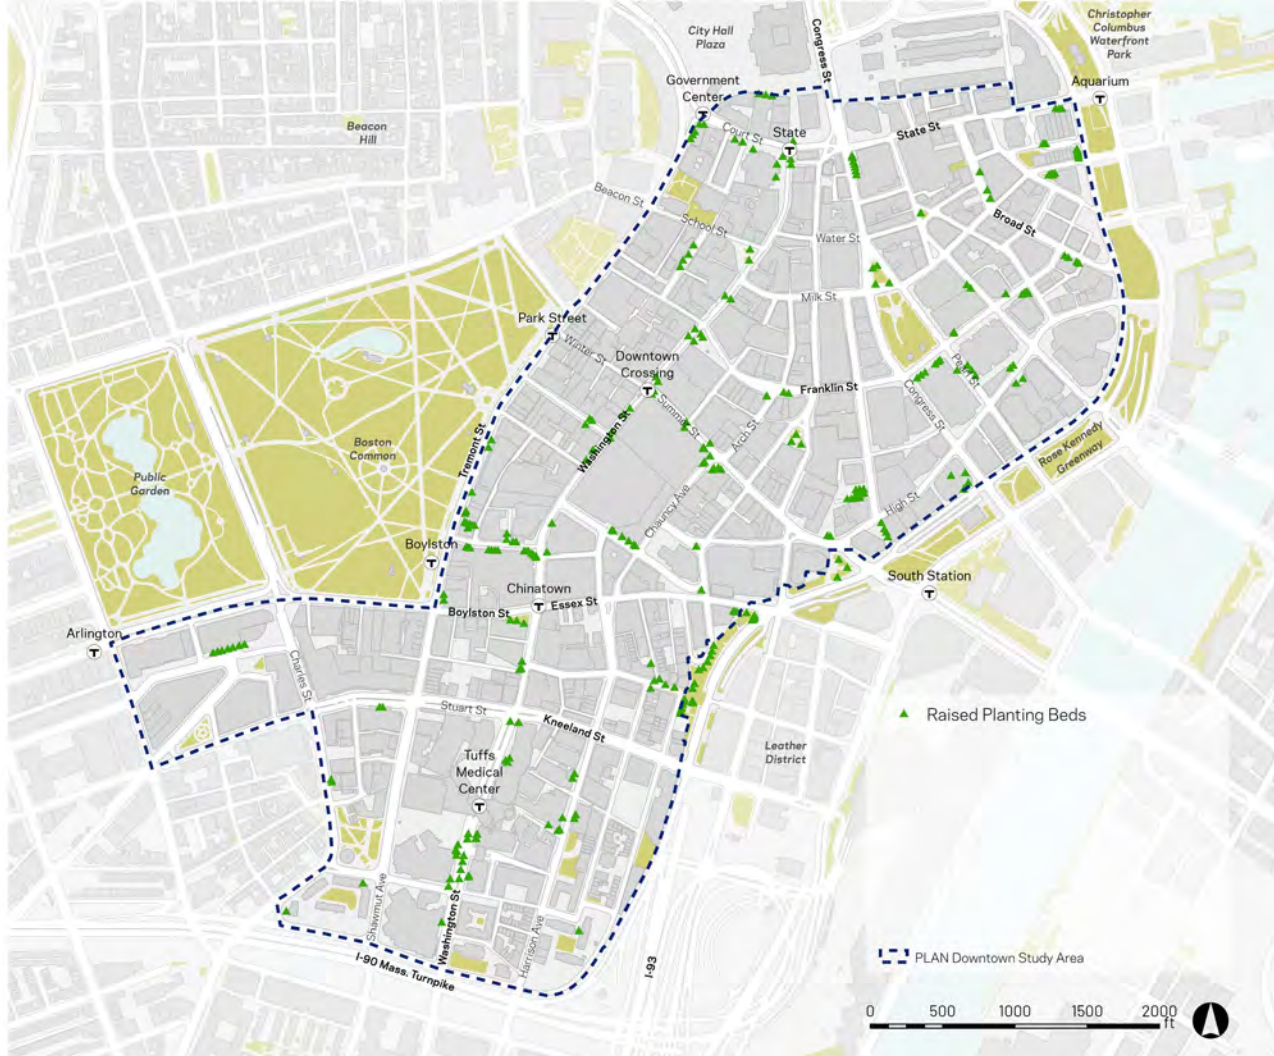 City Hall
Plaza
Congress St
Christopher
Columbus
Waterfront
Park
Government
Center
Aquarium
Beacon
Hill
Court St
State
State St
Beacon St
School St
Water St
Broad St
Milk St
Park Street
Winter St
Downtown
Crossing
Pearl St
Franklin St
Summer St
Congress St
Washington St
Arch St
Tremont St
Boston
Common
Public
Garden
Rose Kennedy
Greenway
Chauncy Ave
High St
Boylston
South Station
Chinatown
Essex St
Boylston St
Arlington
Charles St
Stuart St
Kneeland St
Raised Planting Beds
Leather
District
Tuffs
Medical
Center
Shawmut Ave
Washington St
Harrison Ave
I-90 Mass. Turnpike
I-93
PLAN Downtown Study Area
0 500 1000 1500 2000
ft